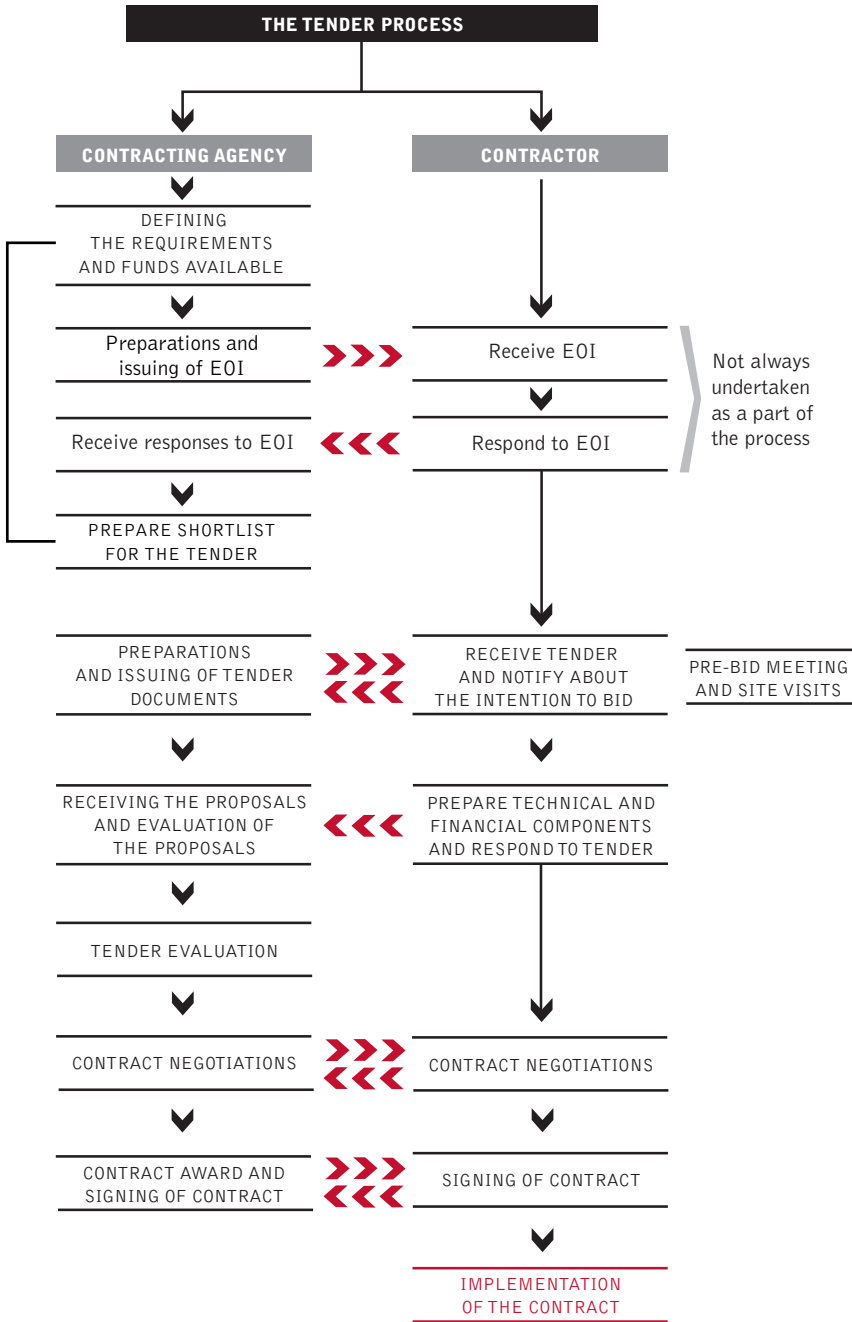 THE TENDER PROCESS
CONTRACTING AGENCY
CONTRACTOR
DEFINING
THE REQUIREMENTS
AND FUNDS AVAILABLE
Preparations and
issuing of EOI
Receive EOI
Not always
undertaken
as a part of
the process
Receive responses to EOI
Respond to EOI
PREPARE SHORTLIST
FOR THE TENDER
PREPARATIONS
AND ISSUING OF TENDER
DOCUMENTS
RECEIVE TENDER
AND NOTIFY ABOUT
THE INTENTION TO BID
PRE-BID MEETING
AND SITE VISITS
RECEIVING THE PROPOSALS
AND EVALUATION OF
THE PROPOSALS
PREPARE TECHNICAL AND
FINANCIAL COMPONENTS
AND RESPOND TO TENDER
TENDER EVALUATION
CONTRACT NEGOTIATIONS
CONTRACT NEGOTIATIONS
CONTRACT AWARD AND
SIGNING OF CONTRACT
SIGNING OF CONTRACT
IMPLEMENTATION
OF THE CONTRACT